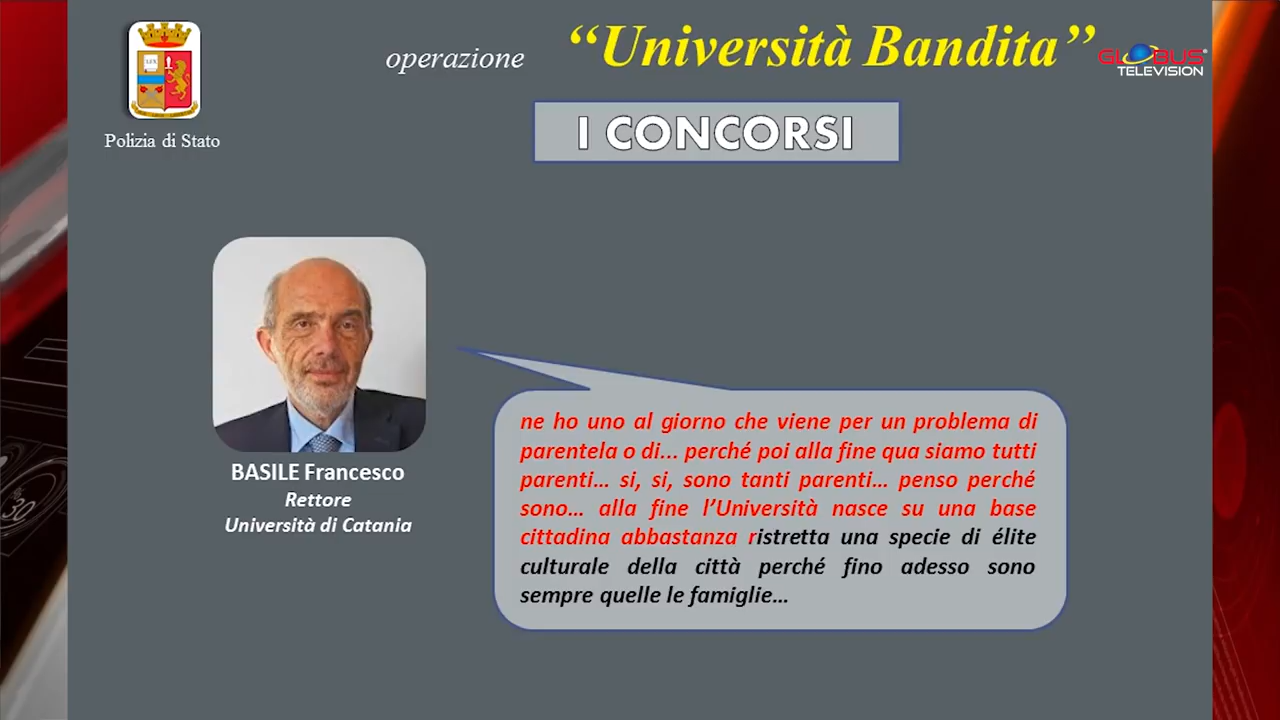 operazione “Università Bandita”
GLOBUS
TELEVISION
Polizia di Stato
I CONCORSI
BASILE Francesco
Rettore
Università di Catania
ne ho uno al giorno che viene per un problema di
parentela o di... perché poi alla fine qua siamo tutti
parenti... si, si, sono tanti parenti... penso perché
sono... alla fine l’Università nasce su una base
cittadina abbastanza ristretta una specie di élite
culturale della città perché fino adesso sono
sempre quelle le famiglie...